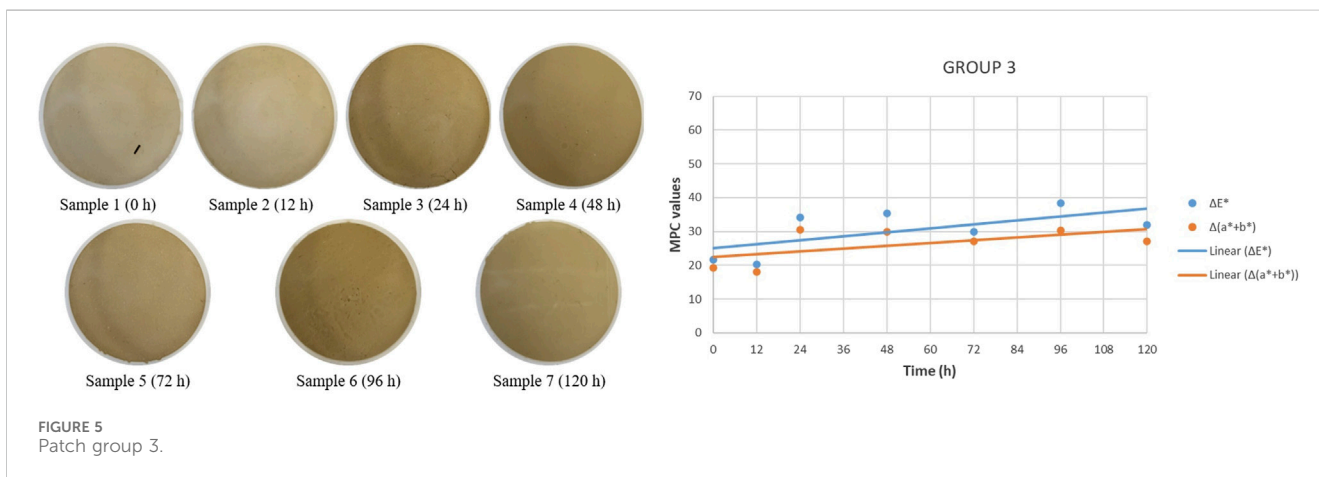 Sample 1 (0 h)
Sample 2 (12 h)
Sample 3 (24 h)
Sample 4 (48 h)
Sample 5 (72 h)
Sample 6 (96 h)
Sample 7 (120 h)
GROUP 3
MPC values
70
60
50
40
30
20
10
0
0 12 24 36 48 60 72 84 96 108 120
Time (h)
ΔE*
Δ(a*+b*)
Linear (ΔE*)
Linear (Δ(a*+b*))
FIGURE 5
Patch group 3.